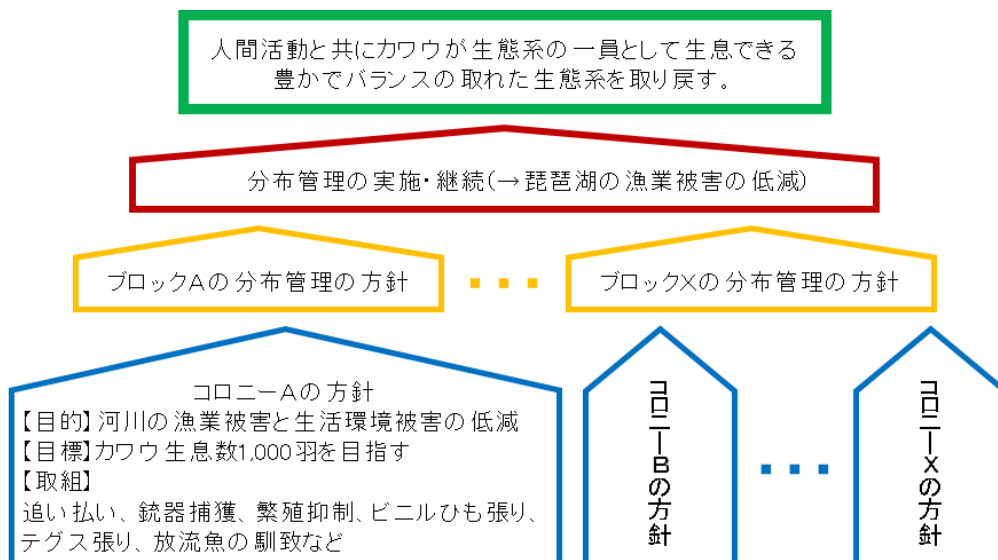 人間活動と共にカワウが生態系の一員として生息できる
豊かでバランスの取れた生態系を取り戻す。
分布管理の実施・継続(→琵琶湖の漁業被害の低減)
ブロックAの分布管理の方針
ブロックXの分布管理の方針
コロニーAの方針
【目的】河川の漁業被害と生活環境被害の低減
【目標】カワウ生息数1,000羽を目指す
【取組】
追い払い、銃器捕獲、繁殖抑制、ビニルひも張り、
テグス張り、放流魚の馴致など
コロニーBの方針
コロニーXの方針